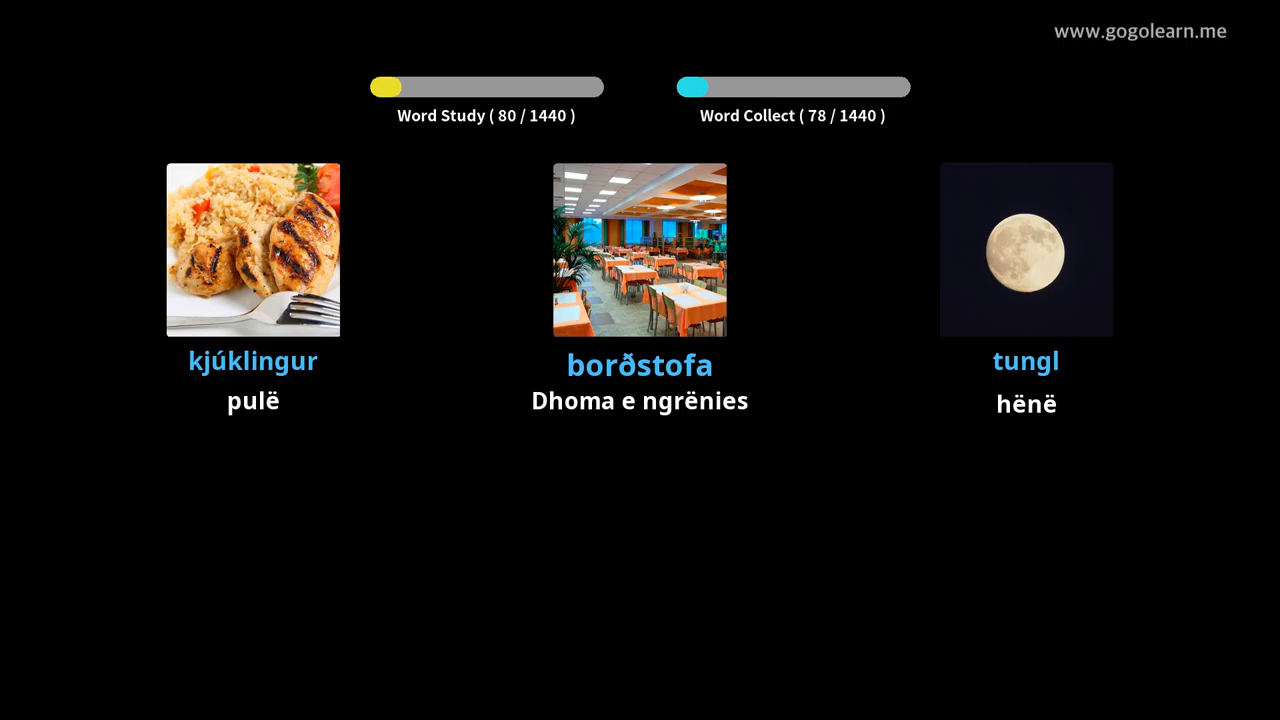 www.gogolearn.me
Word Study ( 80 / 1440 )
Word Collect ( 78 / 1440 )
kjúklingur
pulë
borðstofa
Dhoma e ngrënies
tungl
hënë